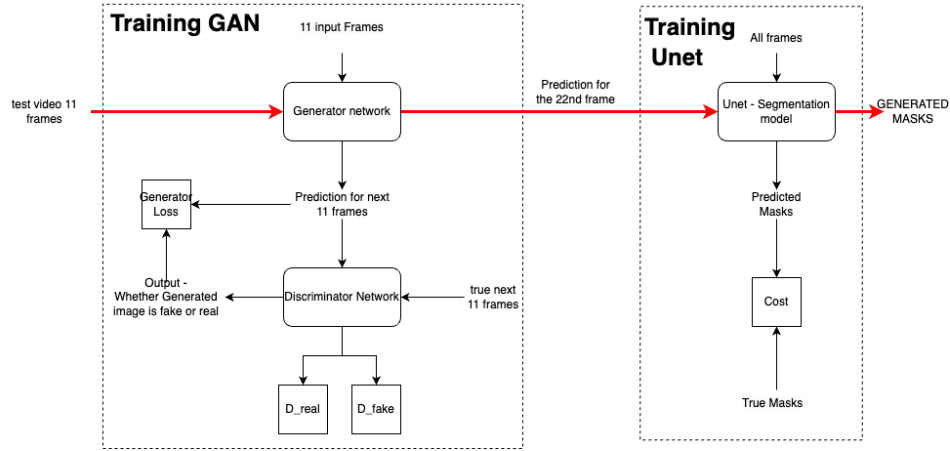 Training GAN
11 input Frames
test video 11
frames
Generator network
Prediction for
the 22nd frame
Generator
Loss
Prediction for next
11 frames
Output -
Whether Generated
image is fake or real
Discriminator Network
true next
11 frames
D_real
D_fake
Training
Unet
All frames
Unet - Segmentation
model
GENERATED
MASKS
Predicted
Masks
Cost
True Masks